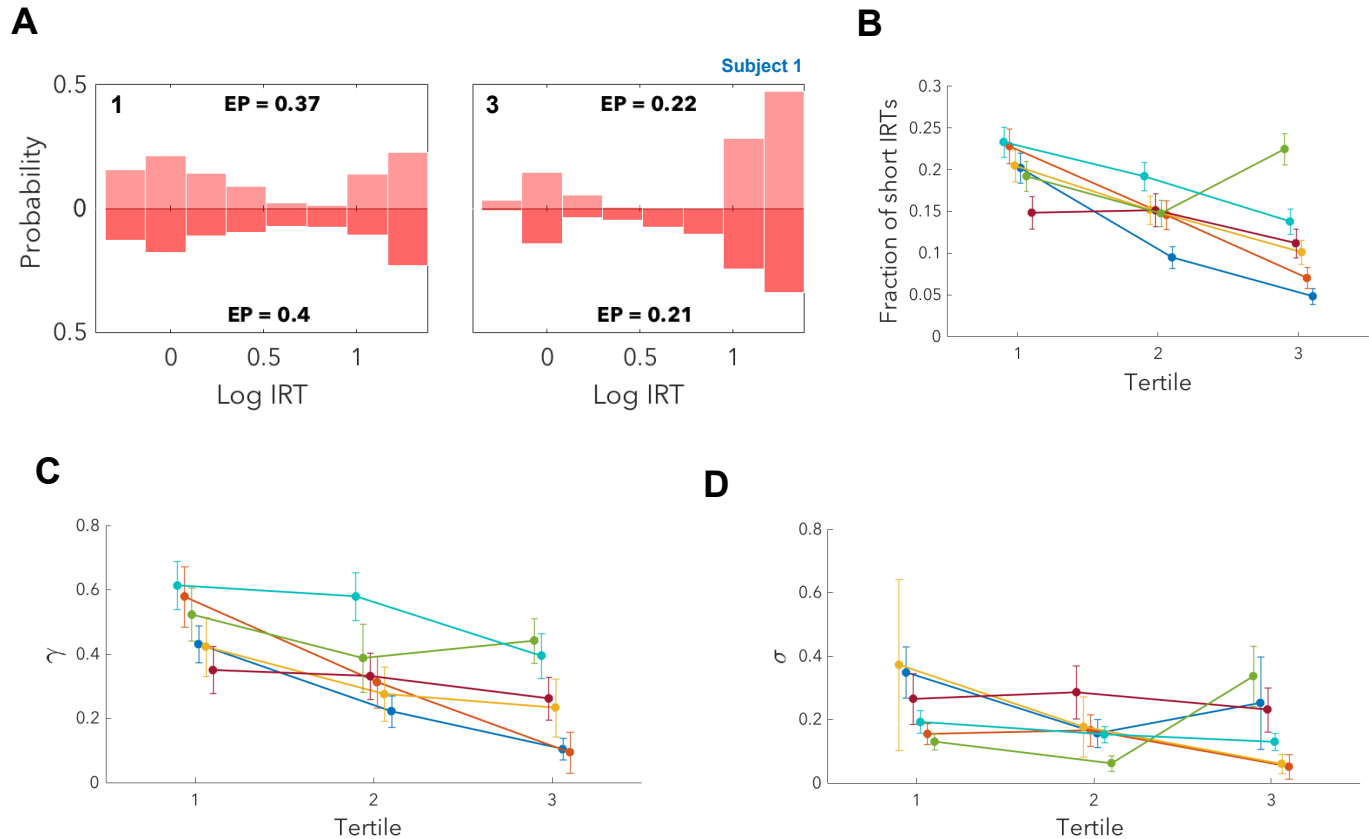 A
Subject 1
0.5
0
0.5
Probability
1
EP = 0.37
EP = 0.4
0
0.5
1
Log IRT
3
EP = 0.22
EP = 0.21
0
0.5
1
Log IRT
B
0.3
0.25
0.2
0.15
0.1
0.05
0
Fraction of short IRTs
1
2
3
Tertile
C
0.8
0.6
0.4
0.2
0
γ
1
2
3
Tertile
D
0.8
0.6
0.4
0.2
0
σ
1
2
3
Tertile